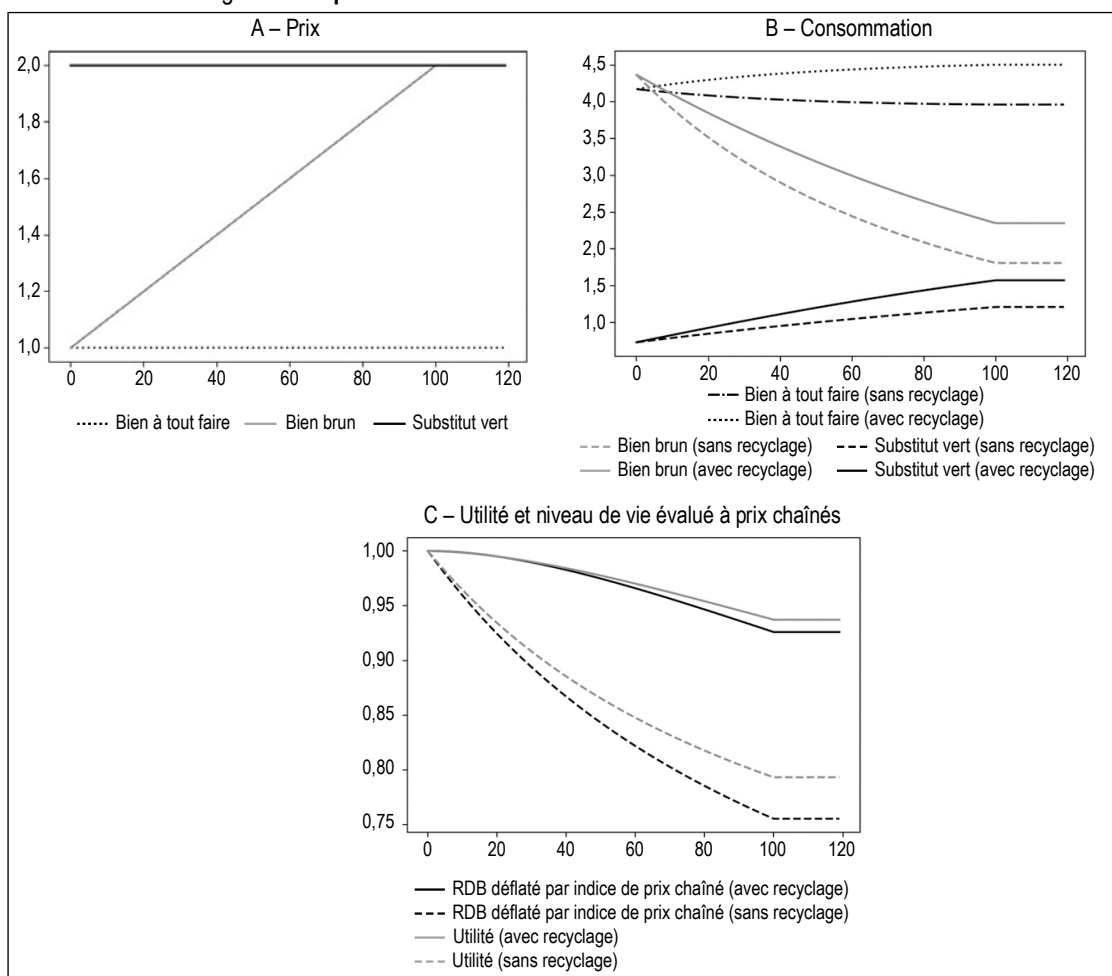 A – Prix
2,0
1,8
1,6
1,4
1,2
1,0
0 20 40 60 80 100 120
Bien à tout faire Bien brun Substitut vert
B – Consommation
4,5
4,0
3,5
3,0
2,5
2,0
1,5
1,0
0 20 40 60 80 100 120
Bien à tout faire (sans recyclage)
Bien à tout faire (avec recyclage)
Bien brun (sans recyclage) Substitut vert (sans recyclage)
Bien brun (avec recyclage) Substitut vert (avec recyclage)
C – Utilité et niveau de vie évalué à prix chaînés
1,00
0,95
0,90
0,85
0,80
0,75
0 20 40 60 80 100 120
RDB déflaté par indice de prix chaîné (avec recyclage)
RDB déflaté par indice de prix chaîné (sans recyclage)
Utilité (avec recyclage)
Utilité (sans recyclage)